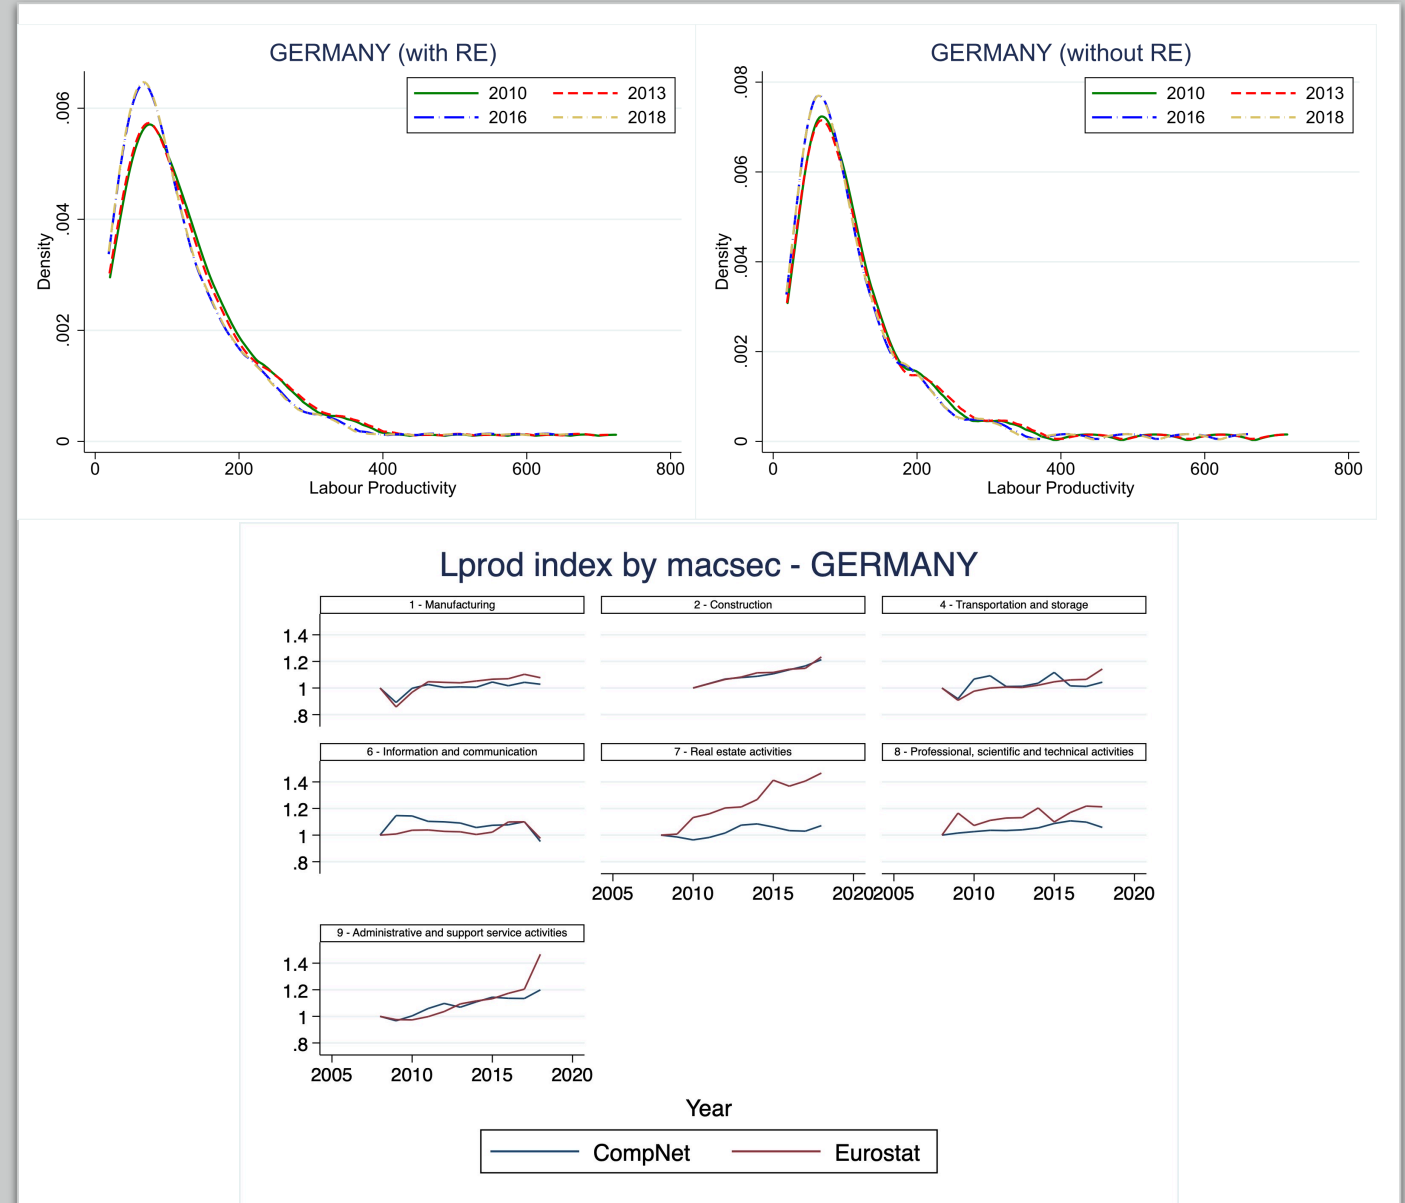 GERMANY (with RE)
2010
2013
2016
2018
.006
.004
.002
0
Density
0 200 400 600 800
Labour Productivity
GERMANY (without RE)
2010
2013
2016
2018
.008
.006
.004
.002
0
Density
0 200 400 600 800
Labour Productivity
Lprod index by macsec - GERMANY
1 - Manufacturing
2 - Construction
4 - Transportation and storage
1.4
1.2
1
.8
6 - Information and communication
7 - Real estate activities
8 - Professional, scientific and technical activities
1.4
1.2
1
.8
2005 2010 2015 2020
2005 2010 2015 2020
9 - Administrative and support service activities
1.4
1.2
1
.8
2005 2010 2015 2020
Year
CompNet
Eurostat